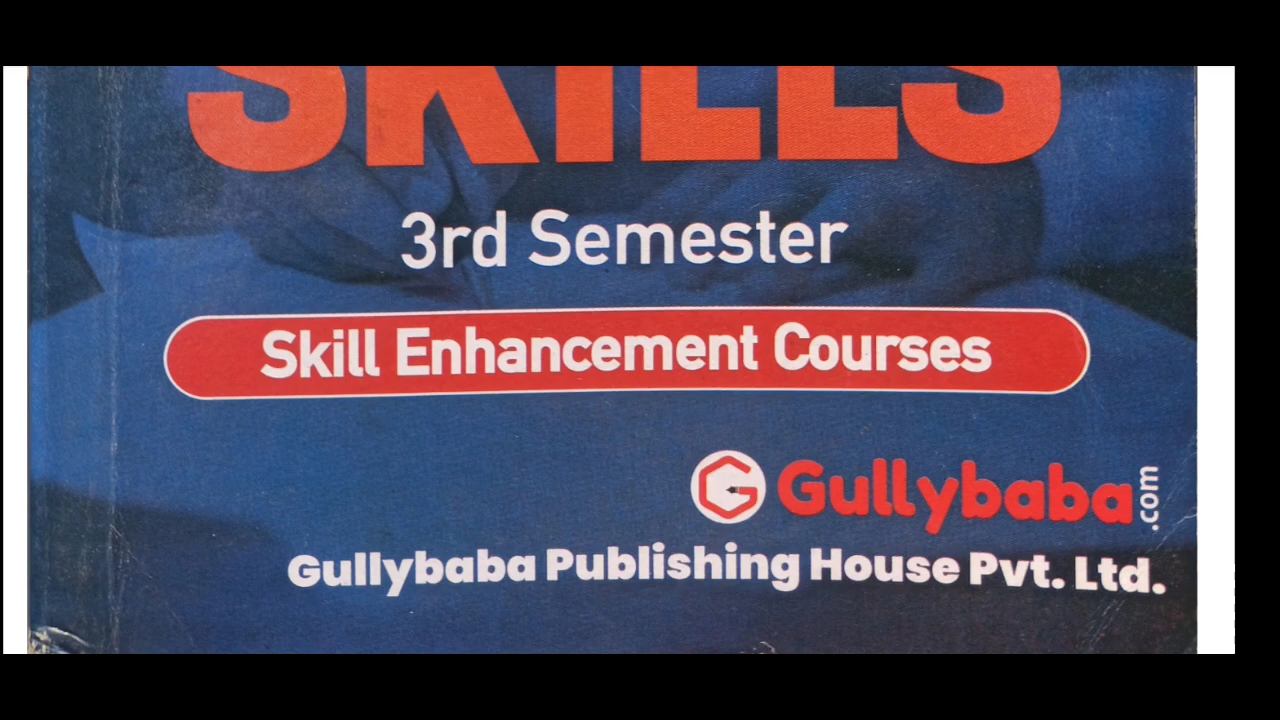 SKILLS
3rd Semester
Skill Enhancement Courses
Gullybaba.com
Gullybaba Publishing House Pvt. Ltd.